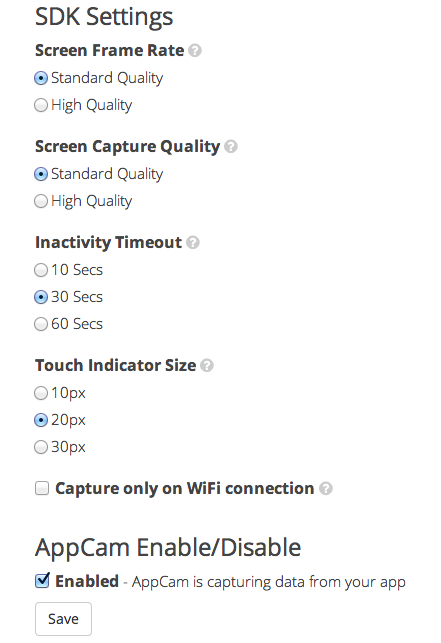 SDK Settings
Screen Frame Rate ?
Standard Quality
High Quality
Screen Capture Quality ?
Standard Quality
High Quality
Inactivity Timeout ?
10 Secs
30 Secs
60 Secs
Touch Indicator Size ?
10px
20px
30px
Capture only on WiFi connection ?
AppCam Enable/Disable
Enabled - AppCam is capturing data from your app
Save